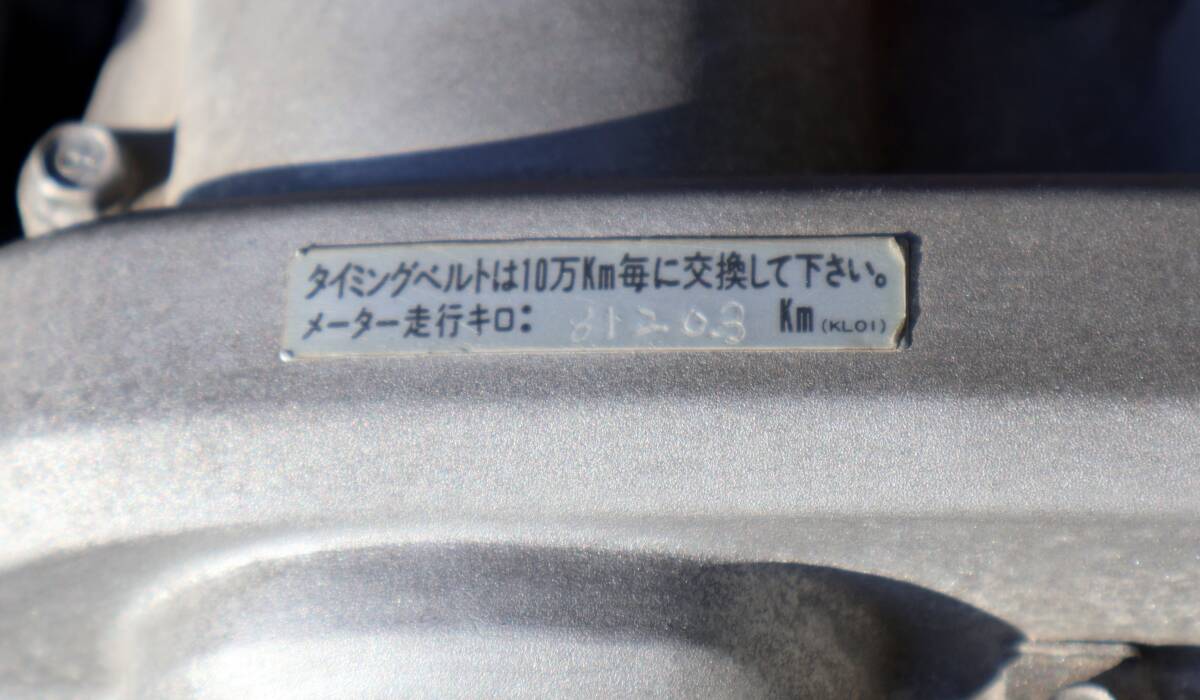 タイミングベルトは10万Km毎に交換して下さい。
メーター走行キロ: Km (KL01)